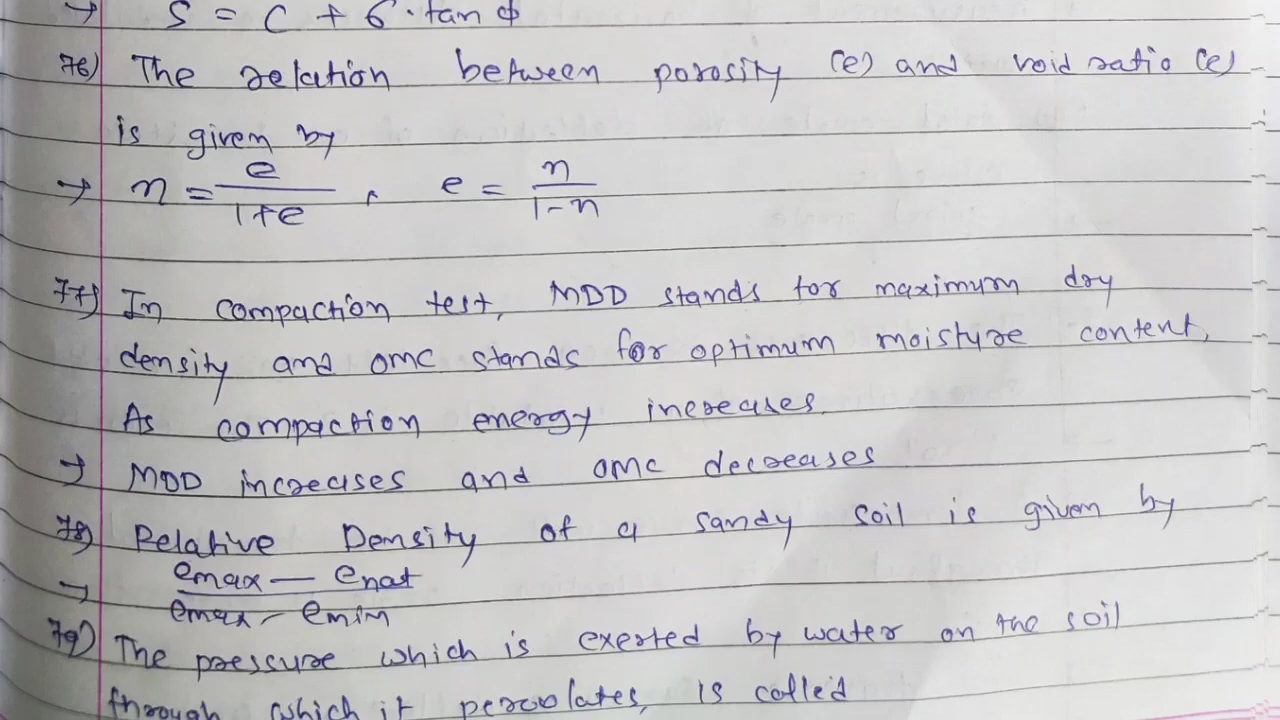 → S = C + σ · tan φ
76) The relation between porosity (e) and void ratio (e)
is given by
→ n = e/1+e , e = n/1-n
77) In compaction test, MDD stands for maximum dry
density and OMC stands for optimum moisture content,
As compaction energy increases
→ MDD increases and OMC decreases
78) Relative Density of a sandy soil is given by
→ emax - enat/emax - emin
79) The pressure which is exerted by water on the soil
through which it percolates, is called